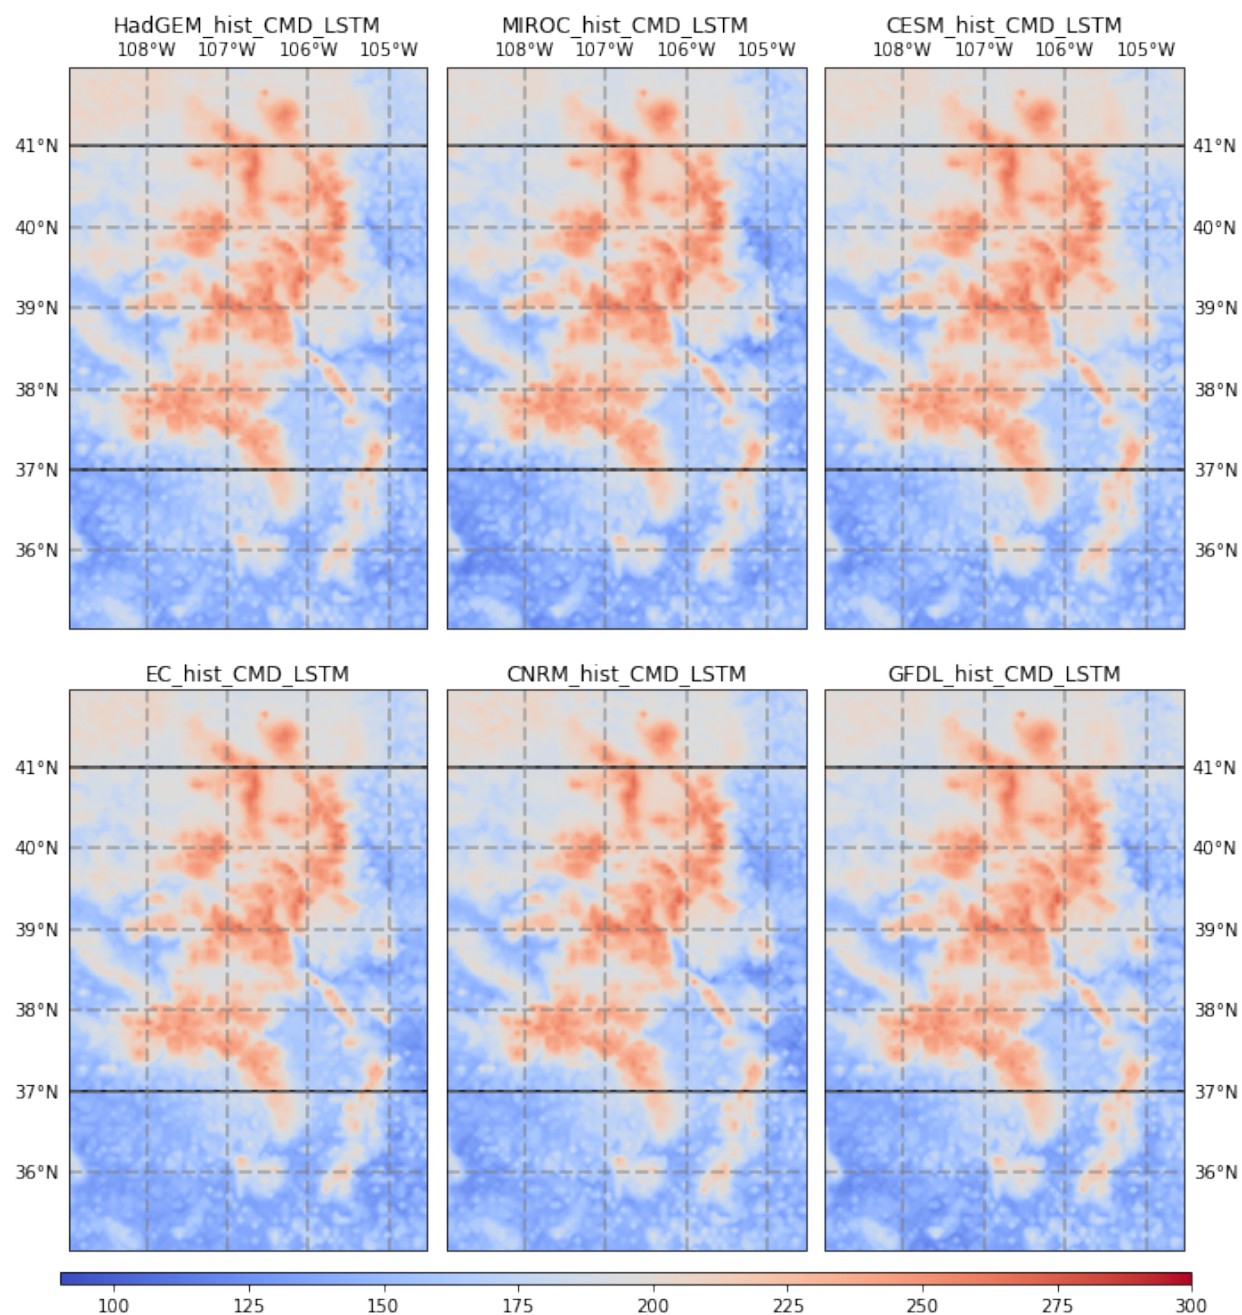 HadGEM_hist_CMD_LSTM MIROC_hist_CMD_LSTM CESM_hist_CMD_LSTM
108°W 107°W 106°W 105°W 108°W 107°W 106°W 105°W 108°W 107°W 106°W 105°W
41°N 41°N
40°N 40°N
39°N 39°N
38°N 38°N
37°N 37°N
36°N 36°N
EC_hist_CMD_LSTM CNRM_hist_CMD_LSTM GFDL_hist_CMD_LSTM
41°N 41°N
40°N 40°N
39°N 39°N
38°N 38°N
37°N 37°N
36°N 36°N
100 125 150 175 200 225 250 275 300